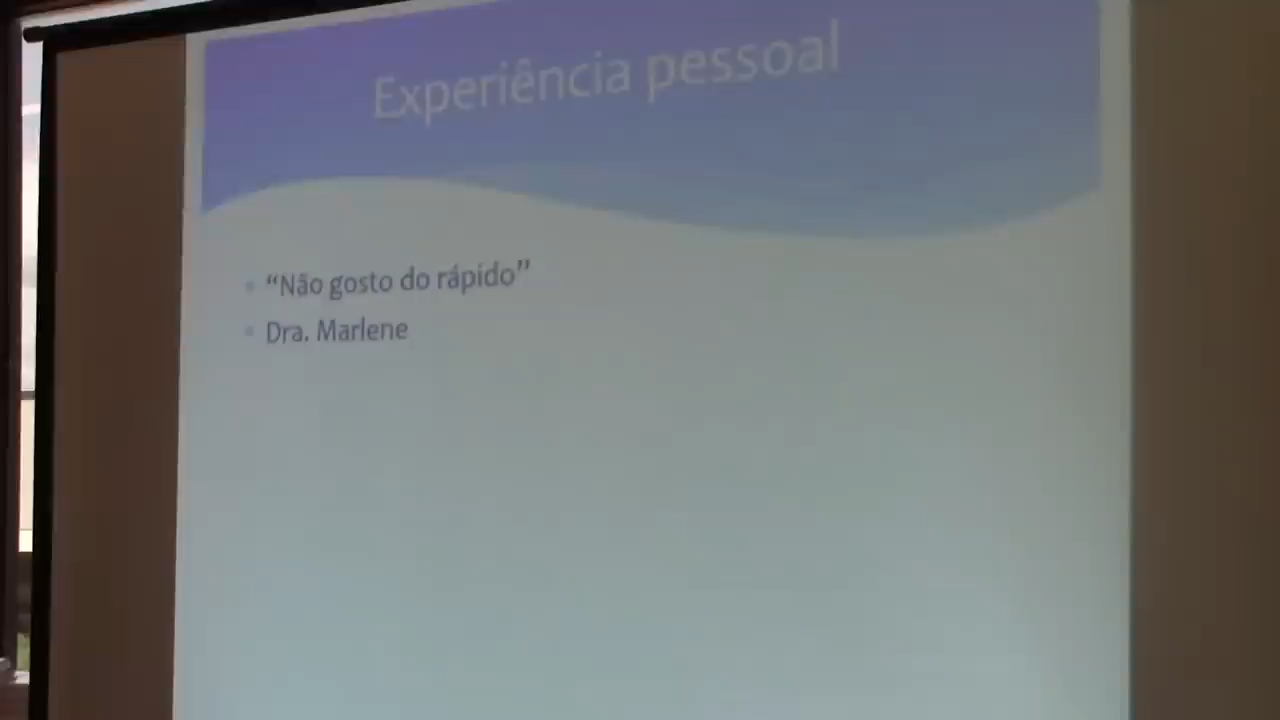 Experiência pessoal
“Não gosto do rápido”
Dra. Marlene